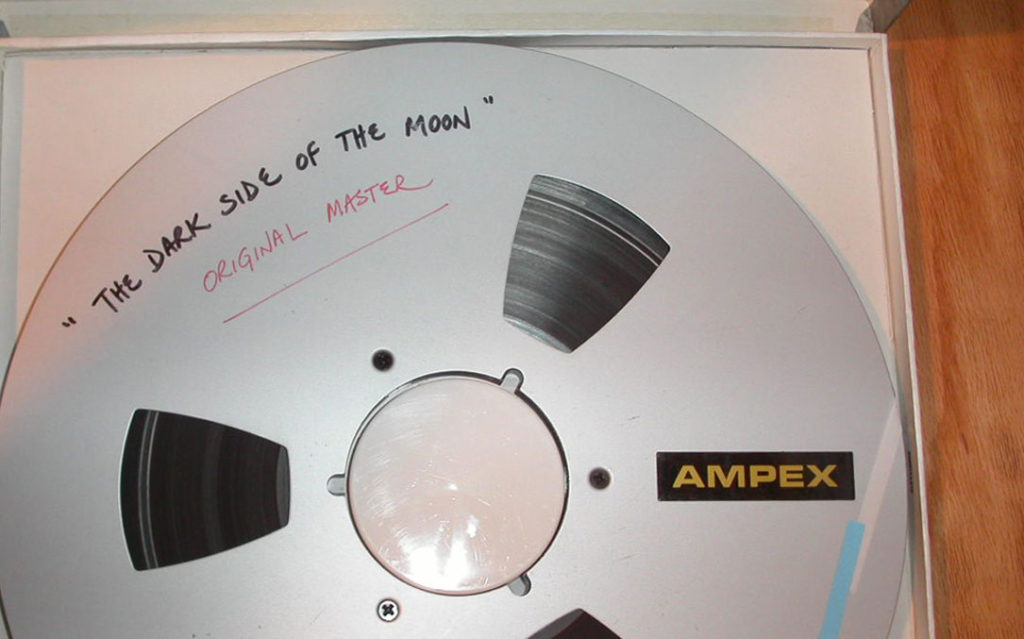 "THE DARK SIDE OF THE MOON"
ORIGINAL MASTER
AMPEX